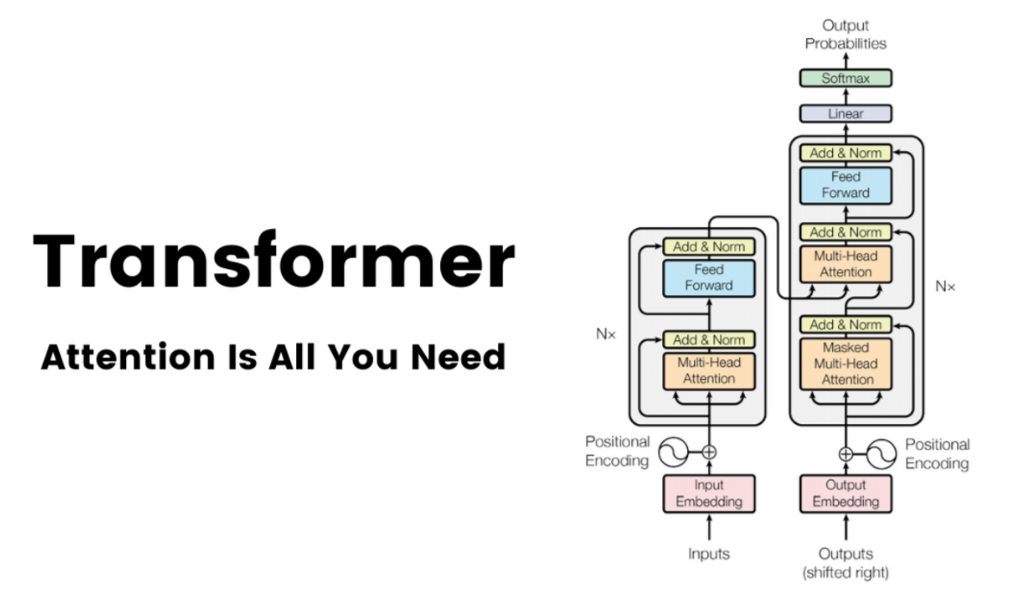 Transformer
Attention Is All You Need
Output
Probabilities
Softmax
Linear
Add & Norm
Feed
Forward
Add & Norm
Multi-Head
Attention
Nx
Add & Norm
Masked
Multi-Head
Attention
Add & Norm
Feed
Forward
Nx
Add & Norm
Multi-Head
Attention
Positional
Encoding
Positional
Encoding
Input
Embedding
Output
Embedding
Inputs
Outputs
(shifted right)